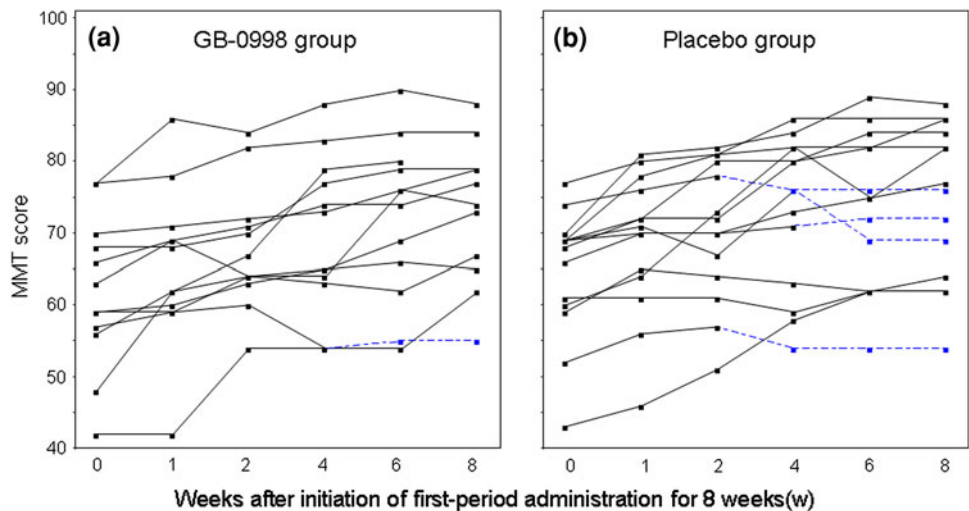 (a) GB-0998 group
(b) Placebo group
MMT score
100
90
80
70
60
50
40
0 1 2 4 6 8
0 1 2 4 6 8
Weeks after initiation of first-period administration for 8 weeks(w)